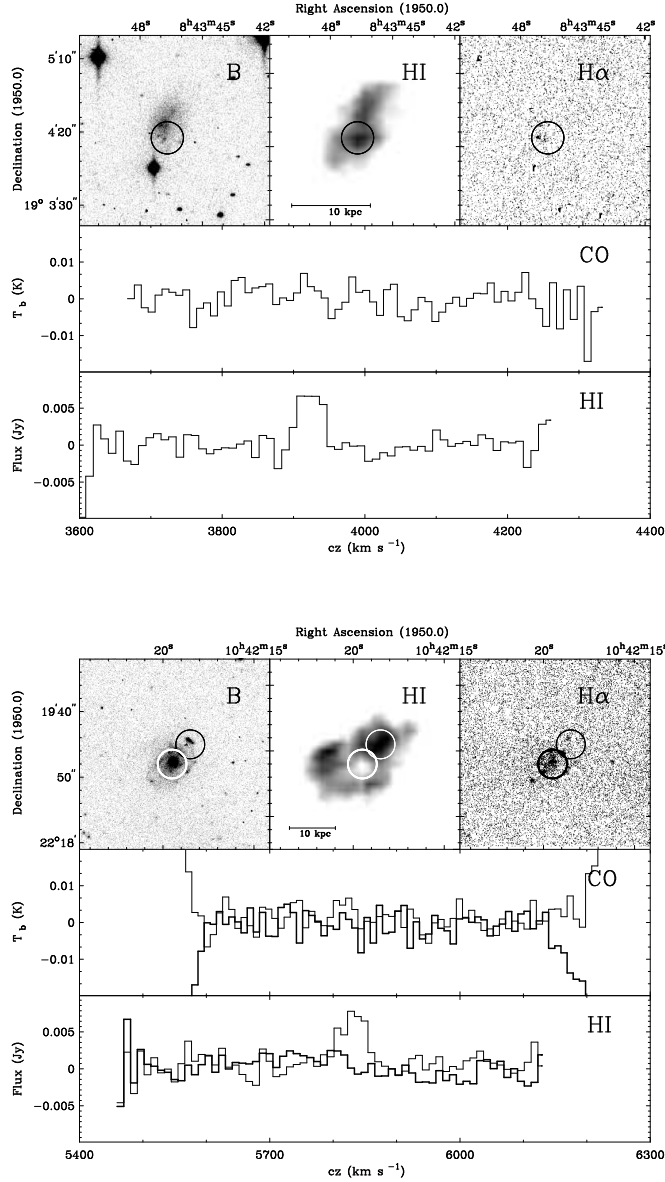 Right Ascension (1950.0)
48ˢ 8ʰ43ᵐ45ˢ 42ˢ 48ˢ 8ʰ43ᵐ45ˢ 42ˢ 48ˢ 8ʰ43ᵐ45ˢ 42ˢ
Declination (1950.0)
5′10″
4′20″
19° 3′30″
B
HI
Hα
10 kpc
CO
T b (K)
0.01
0
−0.01
HI
Flux (Jy)
0.005
0
−0.005
3600 3800 4000 4200 4400
cz (km s ⁻¹)
Right Ascension (1950.0)
20ˢ 10ʰ42ᵐ15ˢ 20ˢ 10ʰ42ᵐ15ˢ 20ˢ 10ʰ42ᵐ15ˢ
Declination (1950.0)
19′40″
50″
22°18′
B
HI
Hα
10 kpc
CO
T b (K)
0.01
0
−0.01
HI
Flux (Jy)
0.005
0
−0.005
5400 5700 6000 6300
cz (km s ⁻¹)